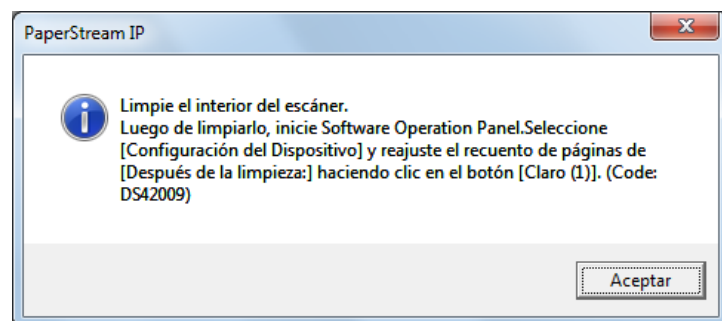 PaperStream IP
Limpie el interior del escáner.
Luego de limpiarlo, inicie Software Operation Panel.Seleccione
[Configuración del Dispositivo] y reajuste el recuento de páginas de
[Después de la limpieza:] haciendo clic en el botón [Claro (1)]. (Code:
DS42009)
Aceptar